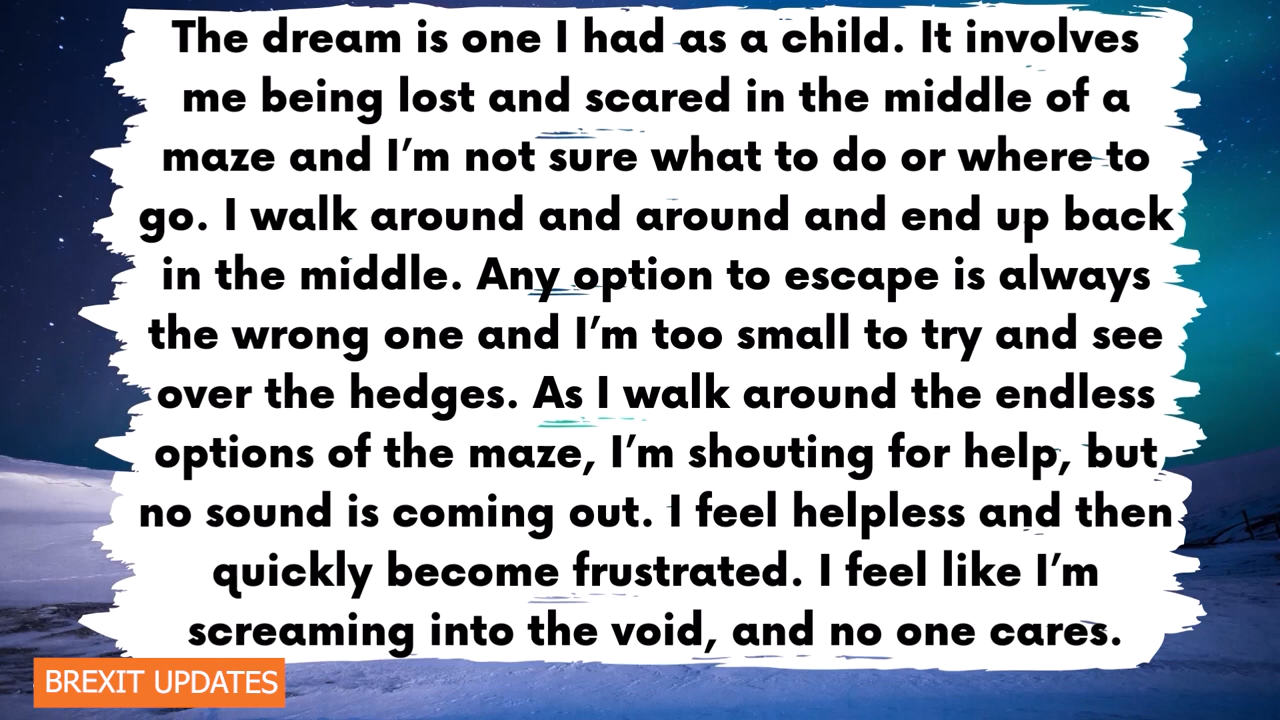 The dream is one I had as a child. It involves
me being lost and scared in the middle of a
maze and I’m not sure what to do or where to
go. I walk around and around and end up back
in the middle. Any option to escape is always
the wrong one and I’m too small to try and see
over the hedges. As I walk around the endless
options of the maze, I’m shouting for help, but
no sound is coming out. I feel helpless and then
quickly become frustrated. I feel like I’m
screaming into the void, and no one cares.
BREXIT UPDATES